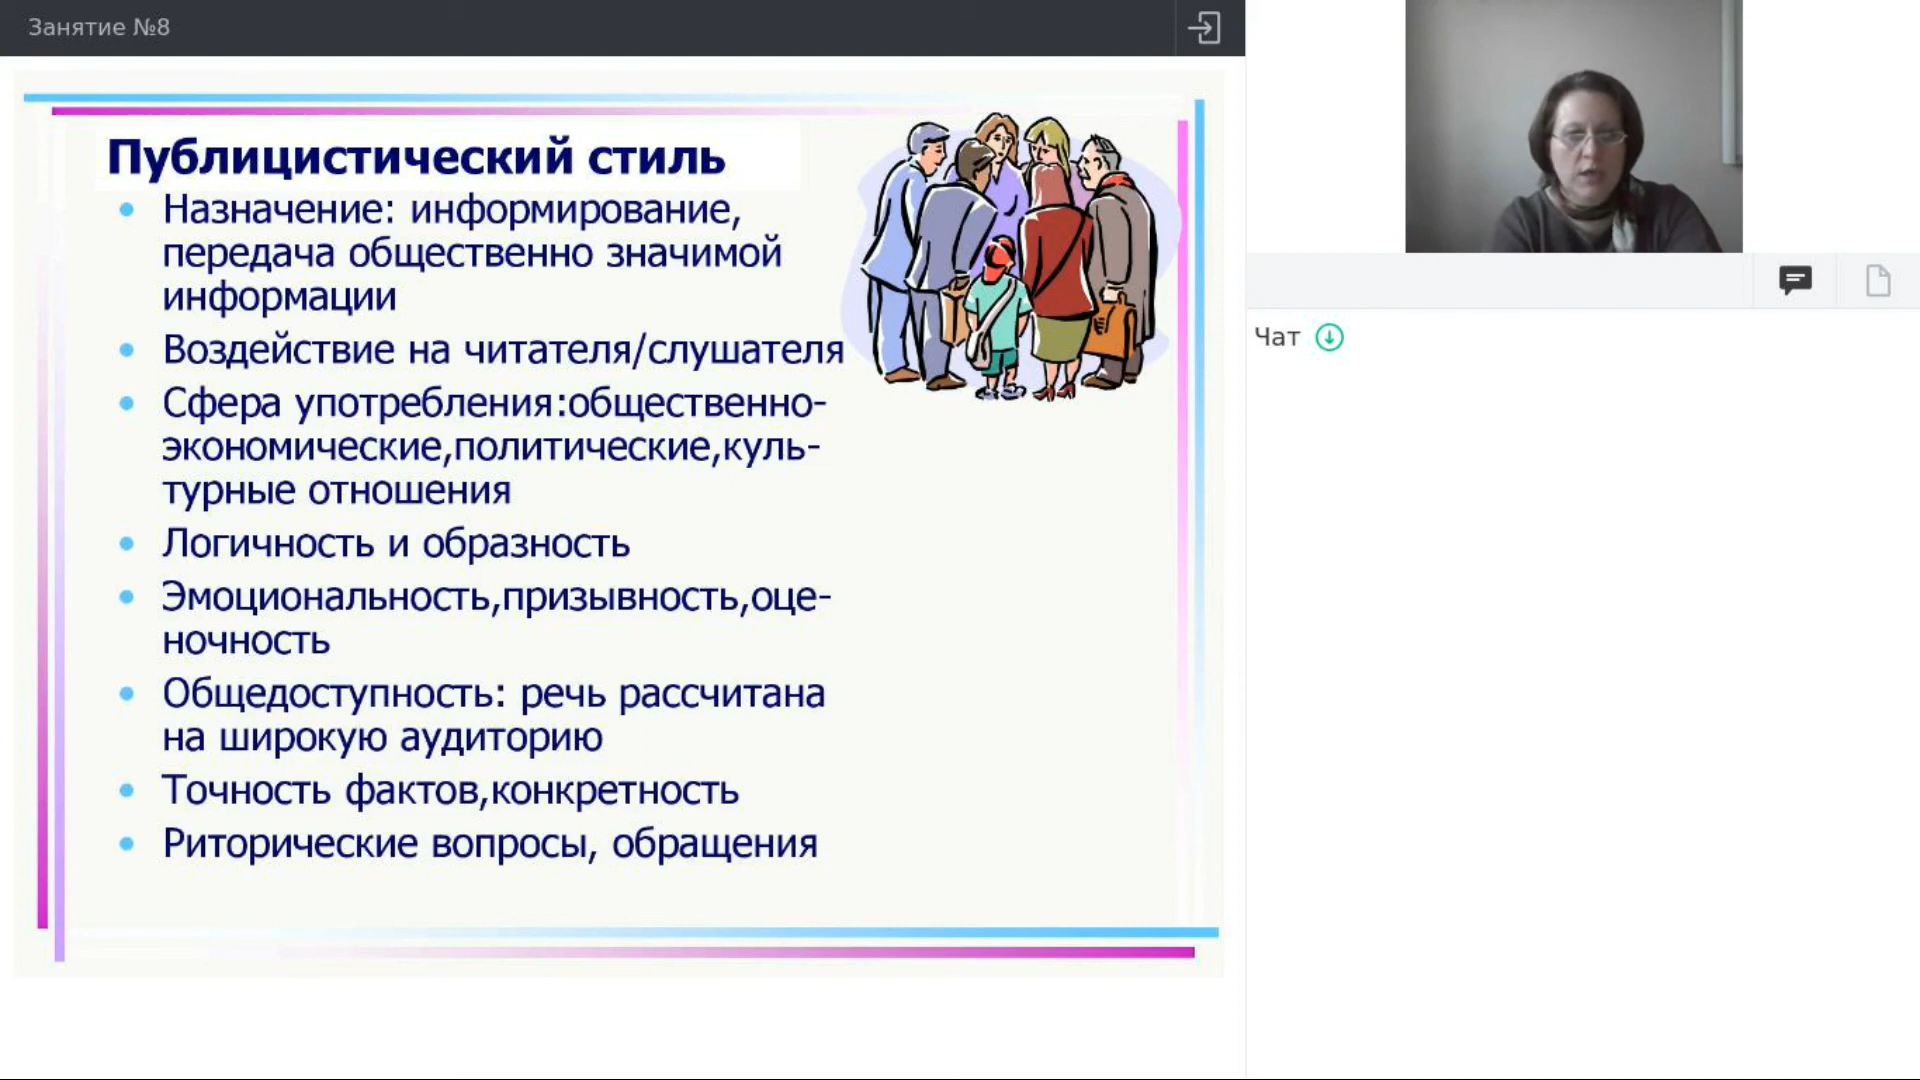 Занятие №8
Публицистический стиль
Назначение: информирование,
передача общественно значимой
информации
Воздействие на читателя/слушателя
Сфера употребления:общественно-
экономические,политические,куль-
турные отношения
Логичность и образность
Эмоциональность,призывность,оце-
ночность
Общедоступность: речь рассчитана
на широкую аудиторию
Точность фактов,конкретность
Риторические вопросы, обращения
Чат